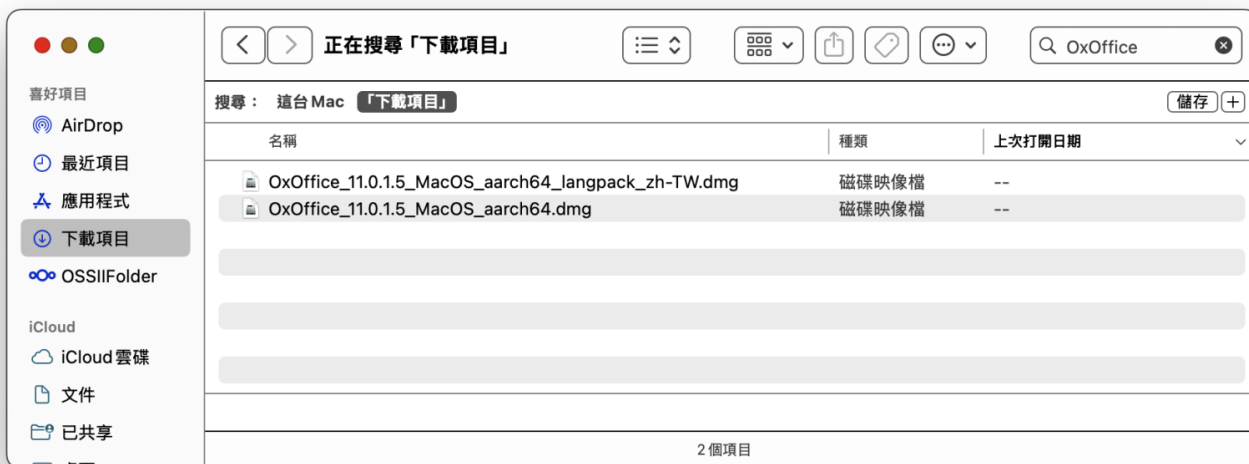 正在搜尋「下載項目」
OxOffice
喜好項目
AirDrop
最近項目
應用程式
下載項目
OSSIIFolder
iCloud
iCloud雲碟
文件
已共享
搜尋： 這台Mac 「下載項目」 儲存
名稱 種類 上次打開日期
OxOffice_11.0.1.5_MacOS_aarch64_langpack_zh-TW.dmg 磁碟映像檔 --
OxOffice_11.0.1.5_MacOS_aarch64.dmg 磁碟映像檔 --
2個項目